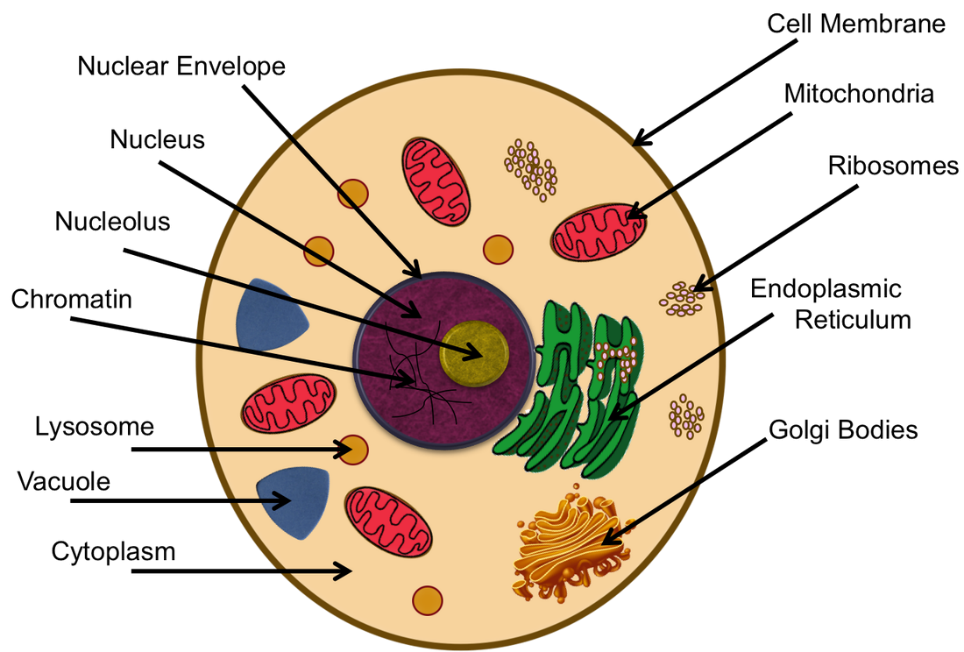 Cell Membrane
Nuclear Envelope
Mitochondria
Nucleus
Ribosomes
Nucleolus
Endoplasmic
Reticulum
Chromatin
Lysosome
Golgi Bodies
Vacuole
Cytoplasm